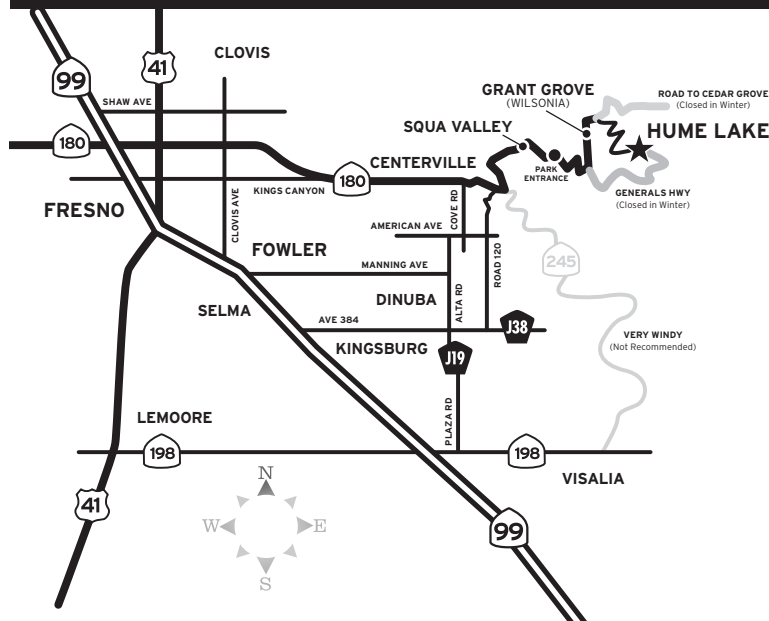 CLOVIS
41
99
SHAW AVE
180
GRANT GROVE
(WILSONIA)
ROAD TO CEDAR GROVE
(Closed in Winter)
SQUA VALLEY
HUME LAKE
CENTERVILLE
PARK
ENTRANCE
180
KINGS CANYON
GENERALS HWY
(Closed in Winter)
FRESNO
CLOVIS AVE
COVE RD
AMERICAN AVE
ROAD 120
FOWLER
245
MANNING AVE
DINUBA
ALTA RD
SELMA
AVE 384
J38
KINGSBURG
J19
VERY WINDY
(Not Recommended)
LEMOORE
PLAZA RD
198
198
VISALIA
N
41
W
E
99
S